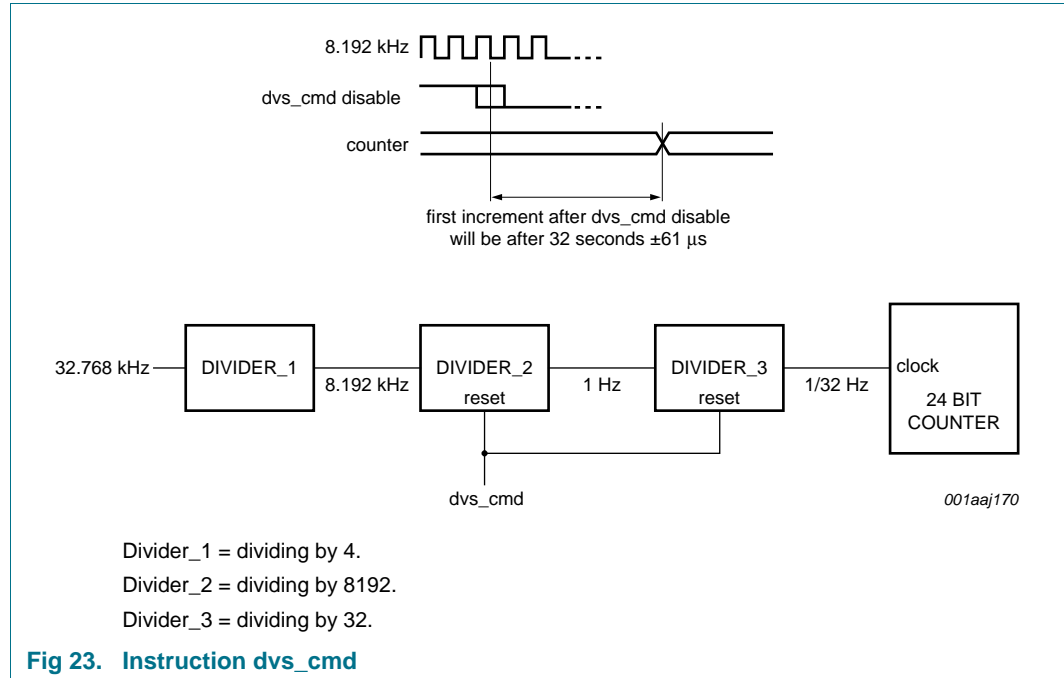 8.192 kHz
dvs_cmd disable
counter
first increment after dvs_cmd disable
will be after 32 seconds ±61 μs
32.768 kHz
DIVIDER_1
8.192 kHz
DIVIDER_2
reset
1 Hz
DIVIDER_3
reset
1/32 Hz
clock
24 BIT
COUNTER
dvs_cmd
001aaj170
Divider_1 = dividing by 4.
Divider_2 = dividing by 8192.
Divider_3 = dividing by 32.
Fig 23. Instruction dvs_cmd